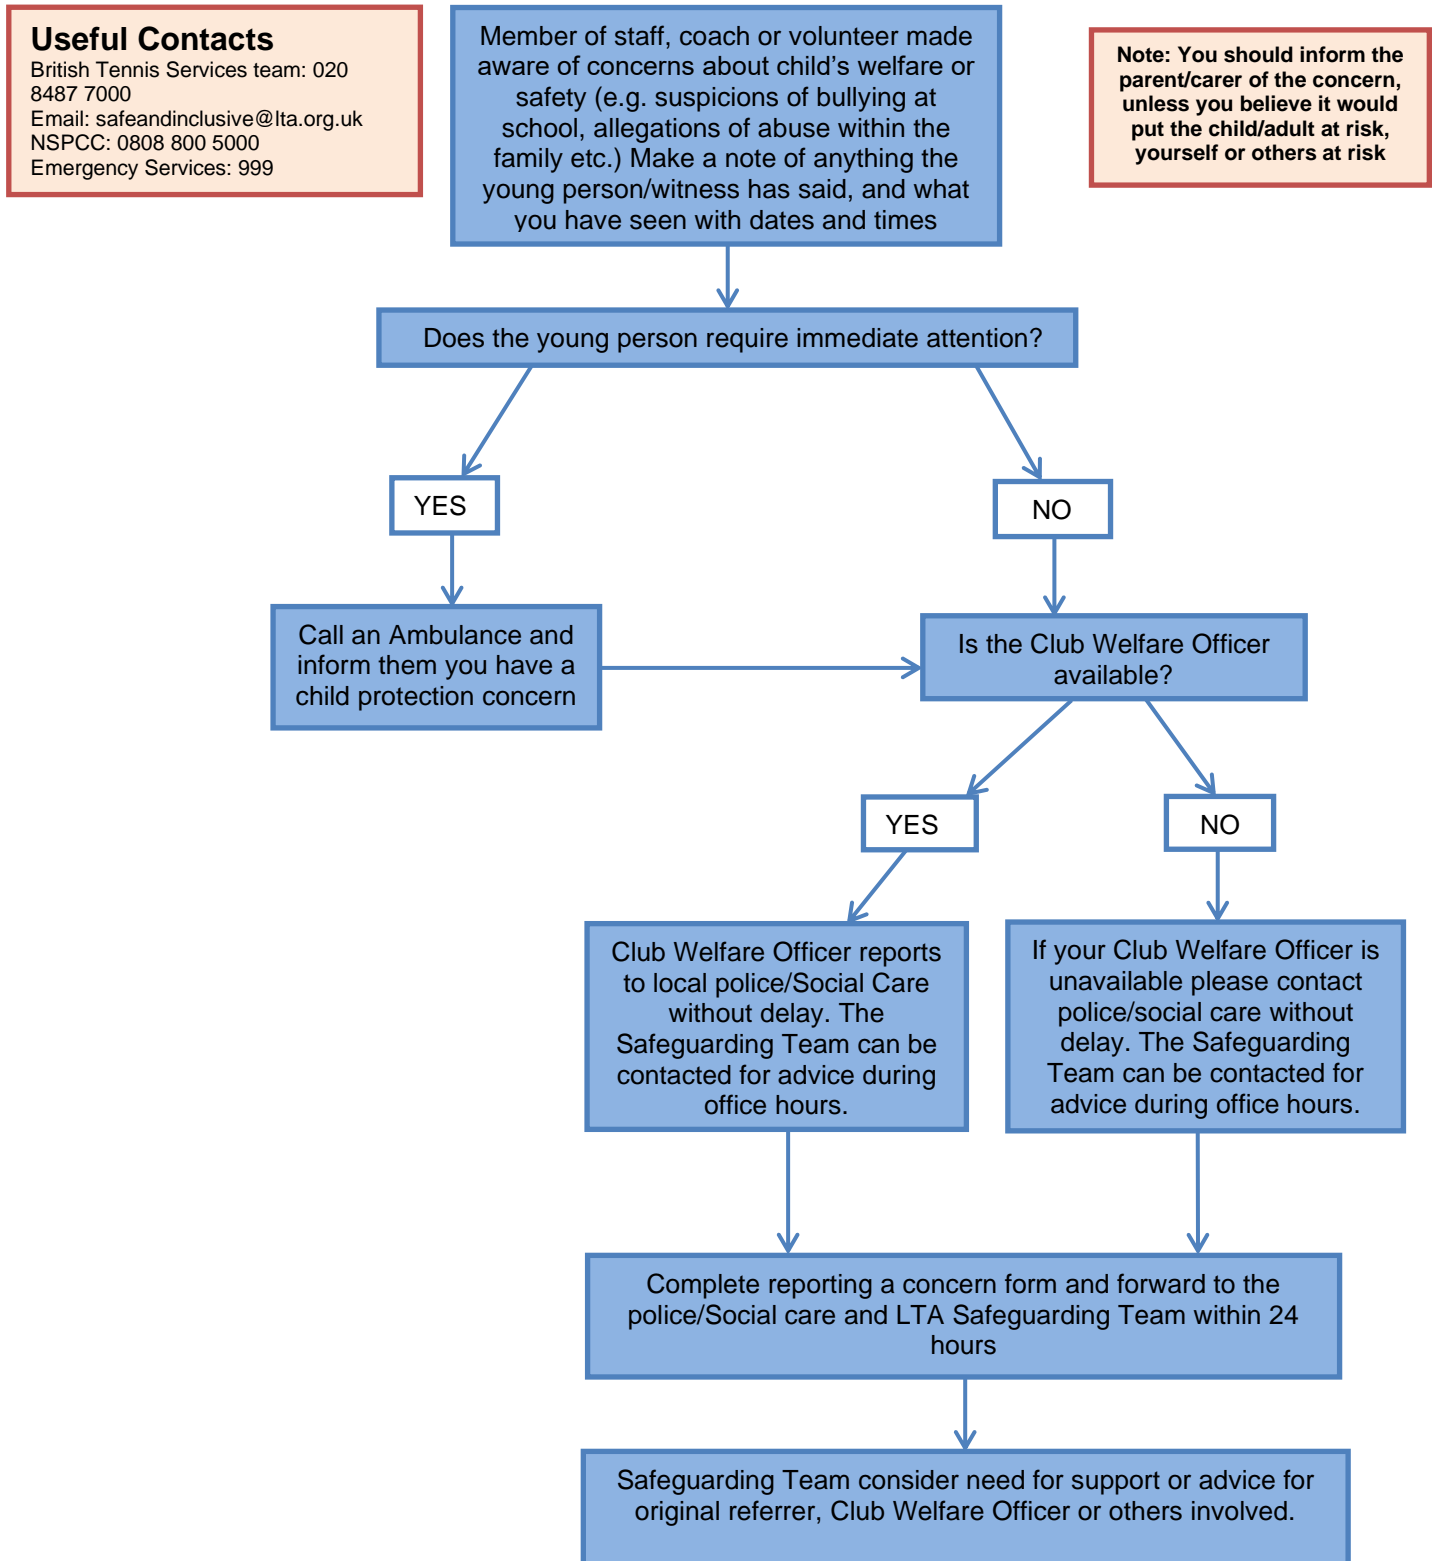 Useful Contacts
British Tennis Services team: 020
8487 7000
Email: safeandinclusive@lta.org.uk
NSPCC: 0808 800 5000
Emergency Services: 999
Member of staff, coach or volunteer made
aware of concerns about child's welfare or
safety (e.g. suspicions of bullying at
school, allegations of abuse within the
family etc.) Make a note of anything the
young person/witness has said, and what
you have seen with dates and times
Note: You should inform the
parent/carer of the concern,
unless you believe it would
put the child/adult at risk,
yourself or others at risk
Does the young person require immediate attention?
YES
NO
Call an Ambulance and
inform them you have a
child protection concern
Is the Club Welfare Officer
available?
YES
NO
Club Welfare Officer reports
to local police/Social Care
without delay. The
Safeguarding Team can be
contacted for advice during
office hours.
If your Club Welfare Officer is
unavailable please contact
police/social care without
delay. The Safeguarding
Team can be contacted for
advice during office hours.
Complete reporting a concern form and forward to the
police/Social care and LTA Safeguarding Team within 24
hours
Safeguarding Team consider need for support or advice for
original referrer, Club Welfare Officer or others involved.